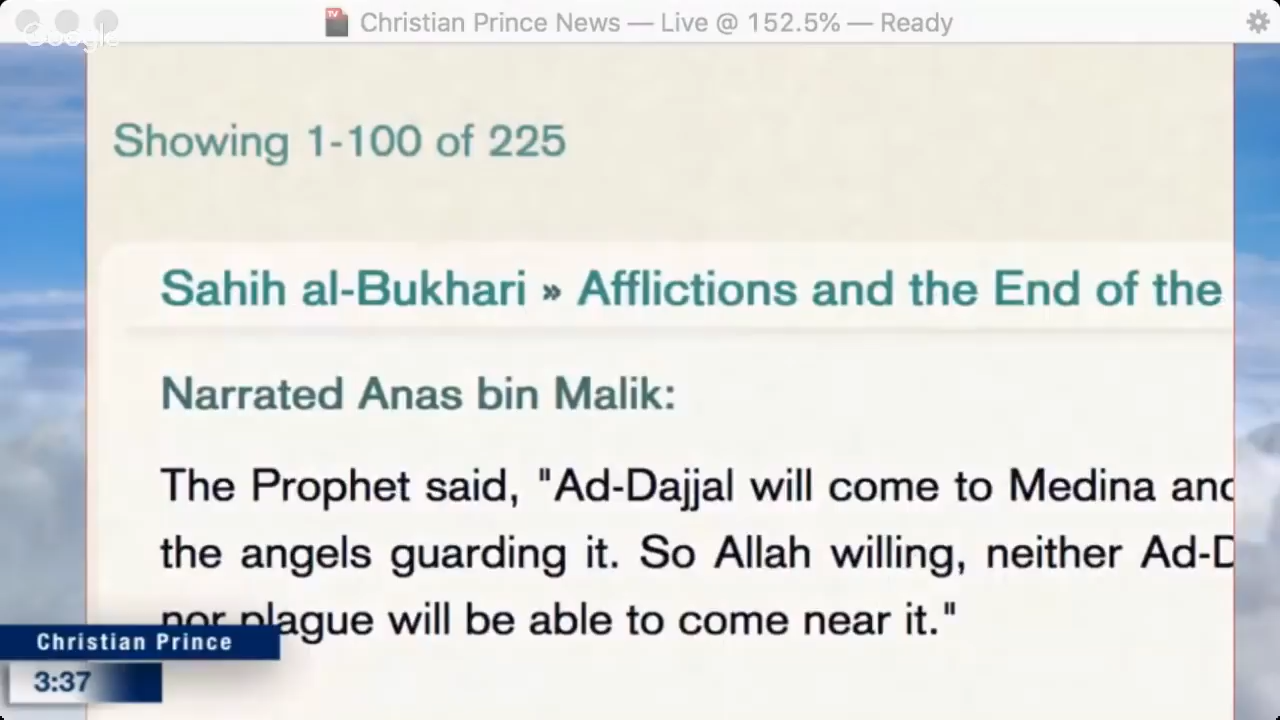 Christian Prince News — Live @ 152.5% — Ready
Google
Showing 1-100 of 225
Sahih al-Bukhari » Afflictions and the End of the
Narrated Anas bin Malik:
The Prophet said, "Ad-Dajjal will come to Medina and
the angels guarding it. So Allah willing, neither Ad-D
nor plague will be able to come near it."
Christian Prince
3:37